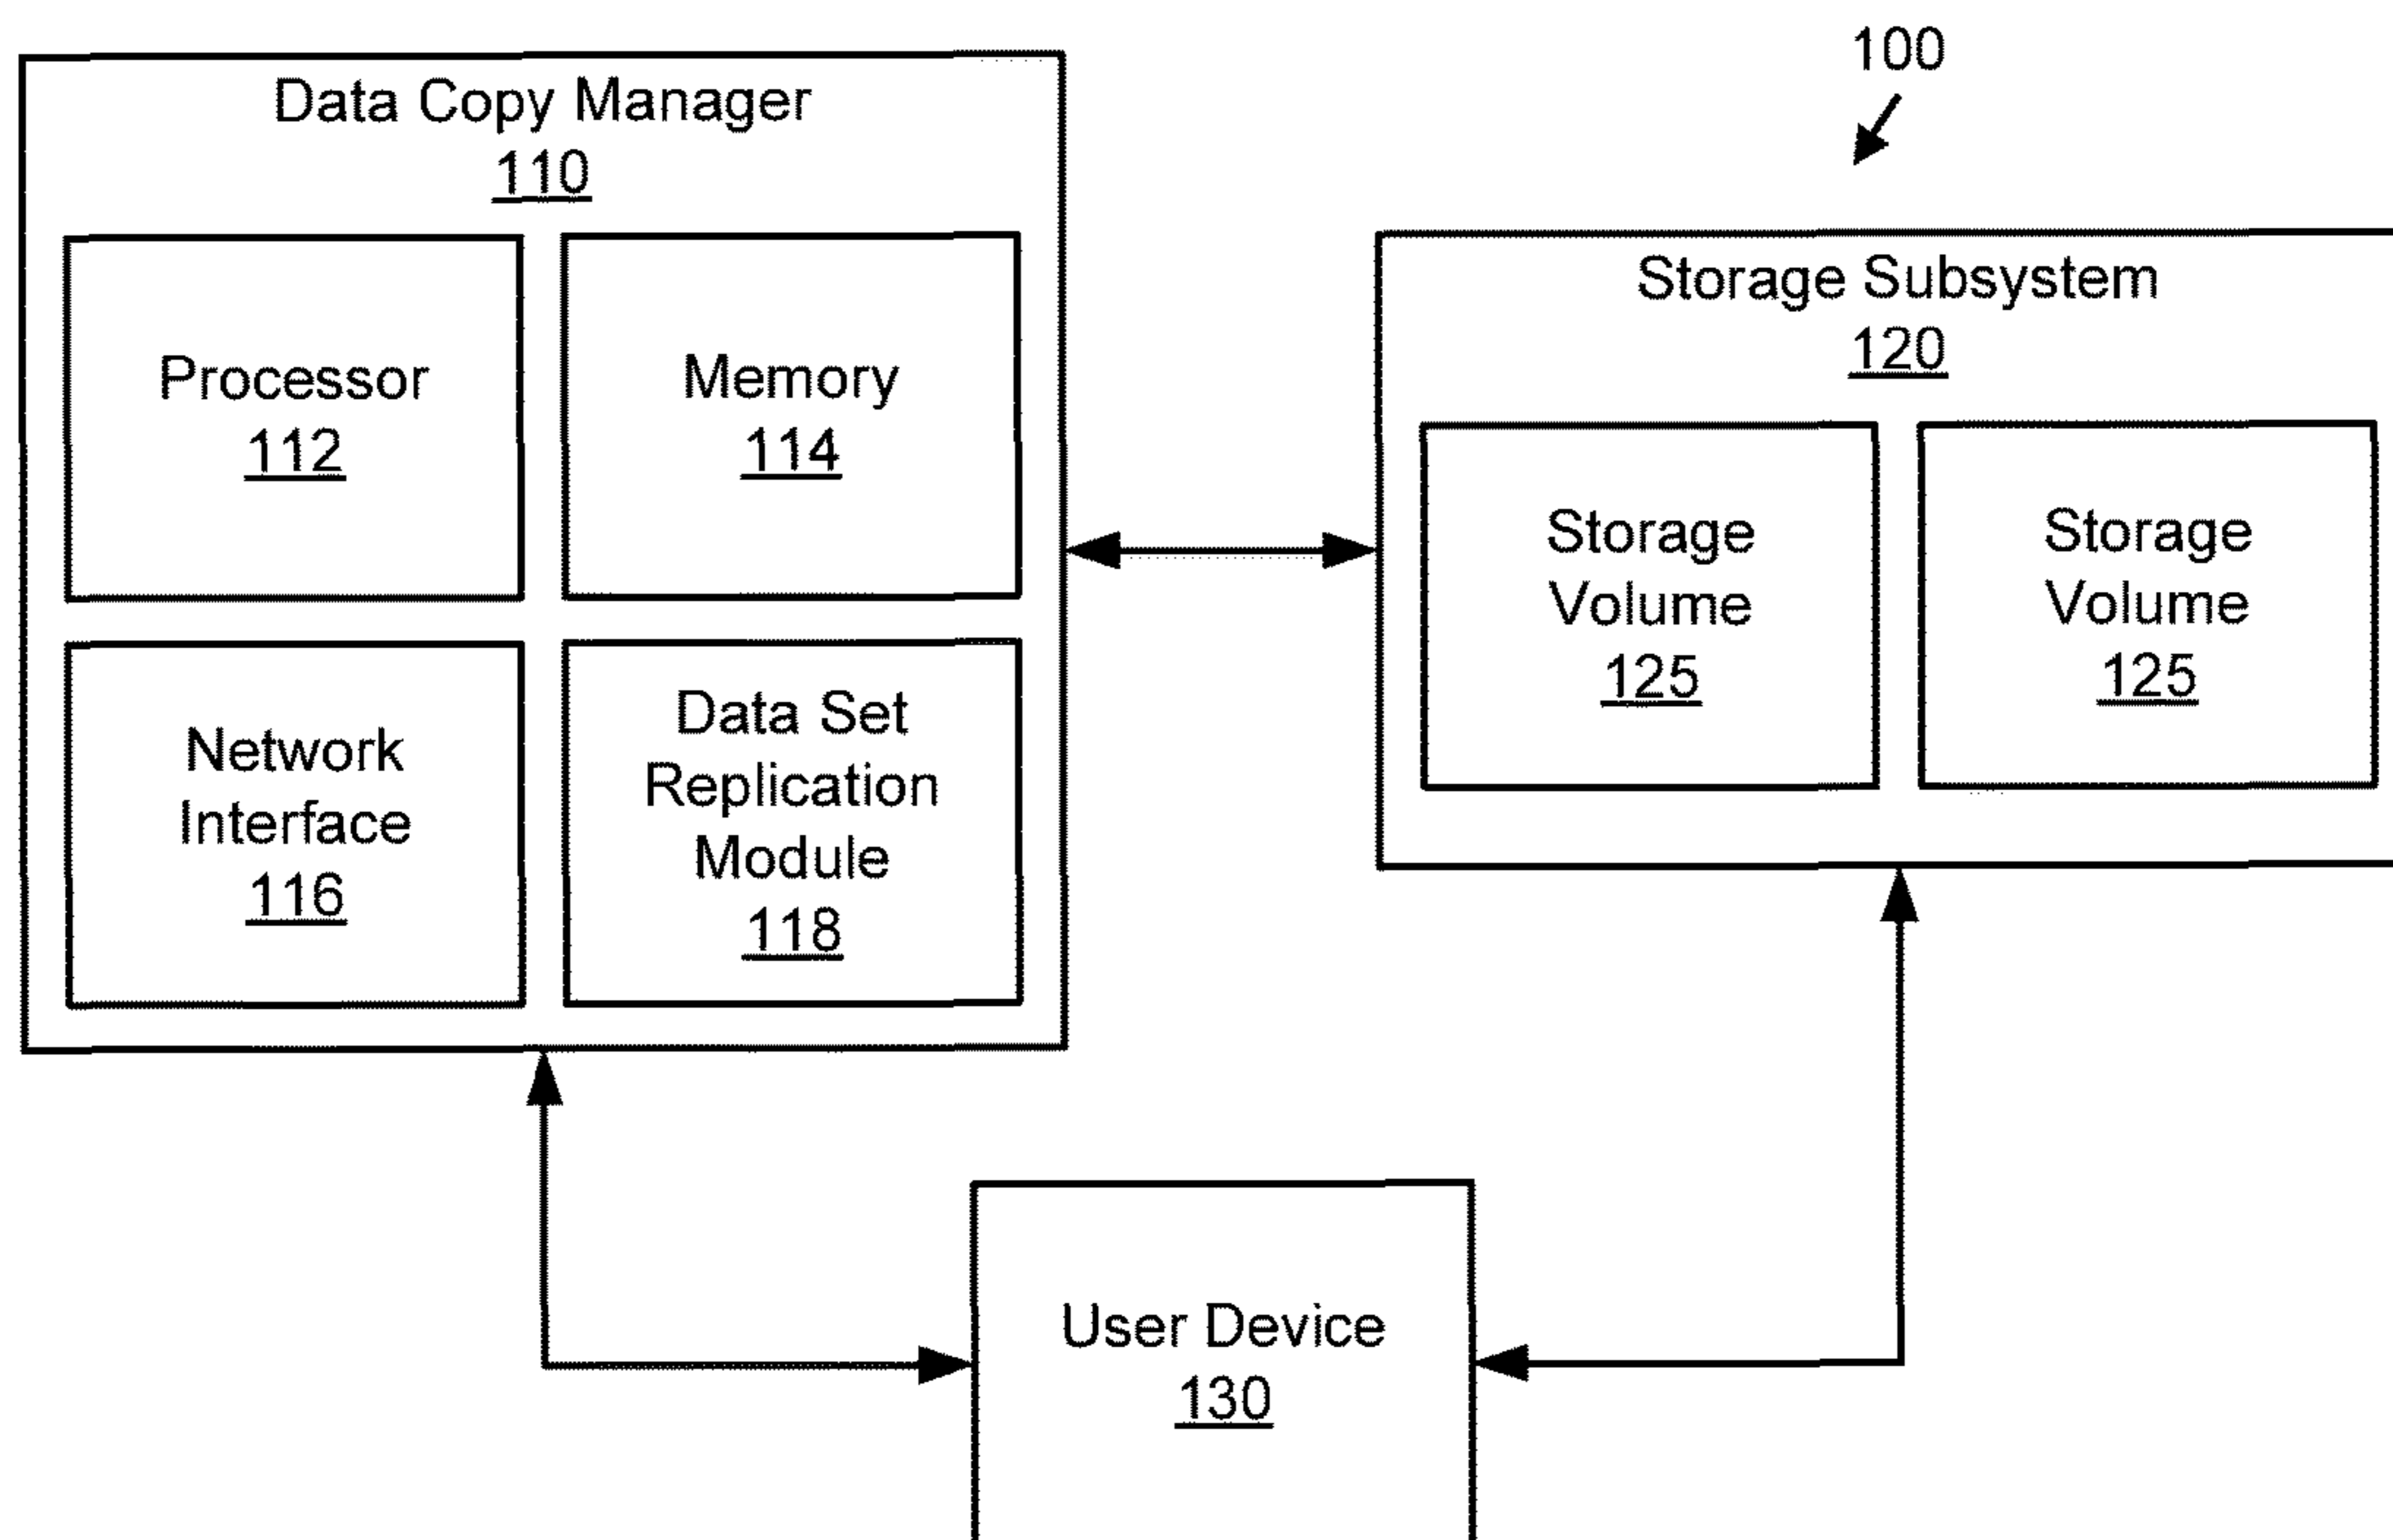 100
Data Copy Manager
110
Processor
112
Memory
114
Network
Interface
116
Data Set
Replication
Module
118
Storage Subsystem
120
Storage
Volume
125
Storage
Volume
125
User Device
130